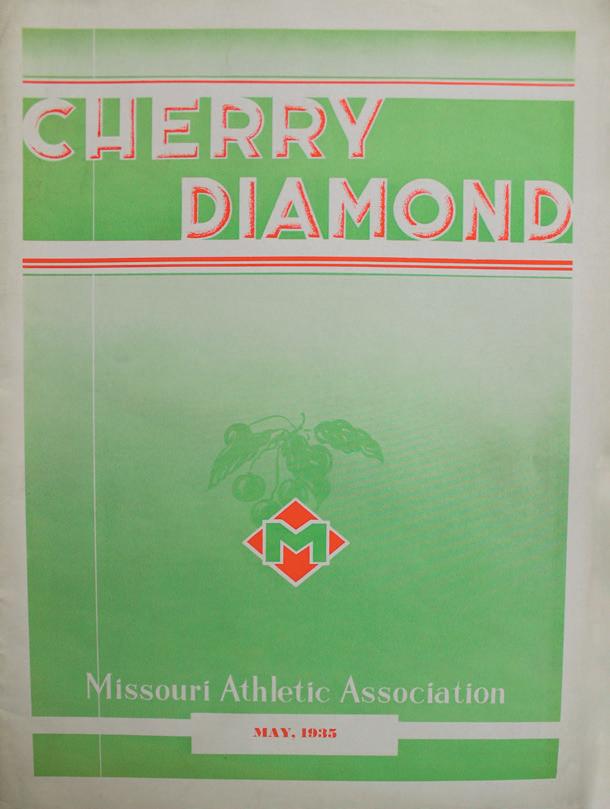 CHERRY
DIAMOND
M
Missouri Athletic Association
MAY, 1935